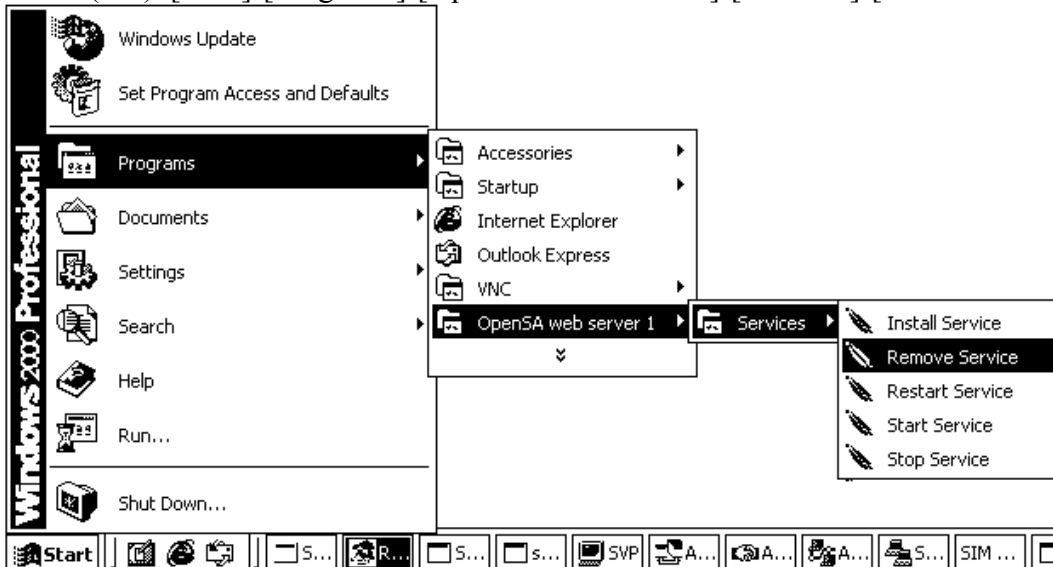 Windows Update
Set Program Access and Defaults
Programs
Documents
Settings
Search
Help
Run...
Shut Down...
Windows 2000 Professional
Accessories
Startup
Internet Explorer
Outlook Express
VNC
OpenSA web server 1
Services
Install Service
Remove Service
Restart Service
Start Service
Stop Service
Start S... R... S... s... SVP A... A... A... S... SIM ...